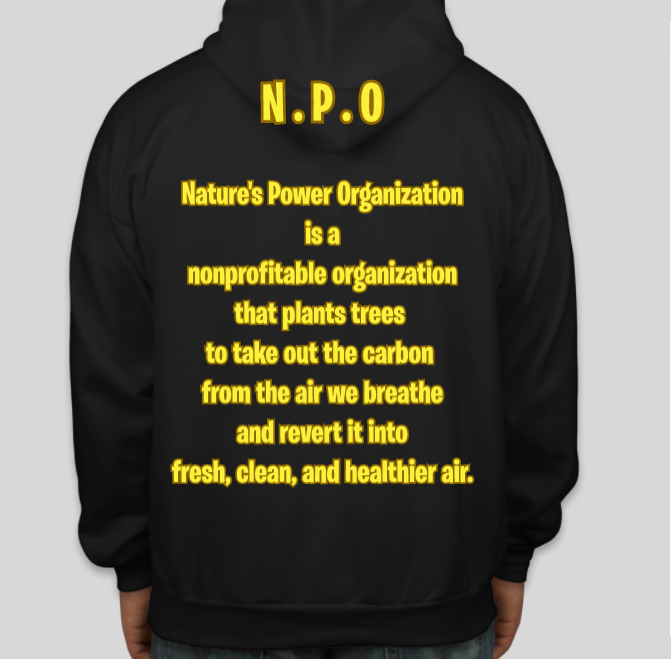 N.P.O
Nature's Power Organization
is a
nonprofitable organization
that plants trees
to take out the carbon
from the air we breathe
and revert it into
fresh, clean, and healthier air.